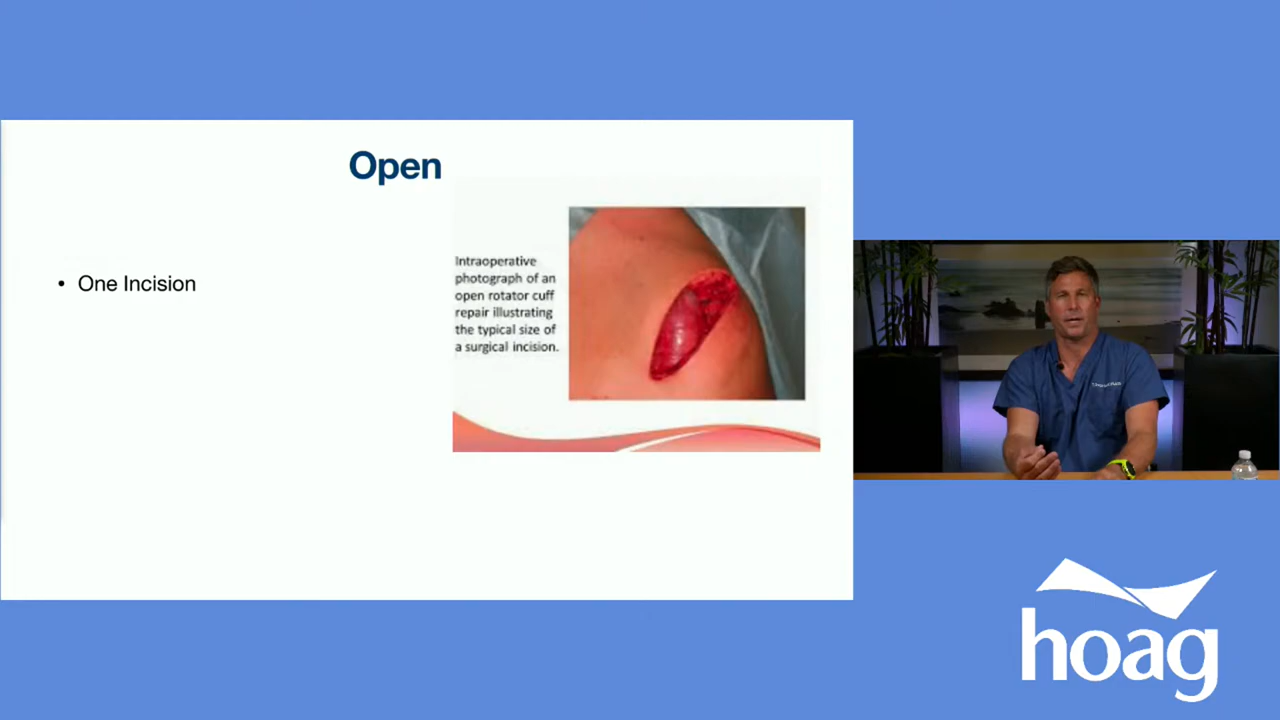 Open
• One Incision
Intraoperative
photograph of an
open rotator cuff
repair illustrating
the typical size of
a surgical incision.
hoag